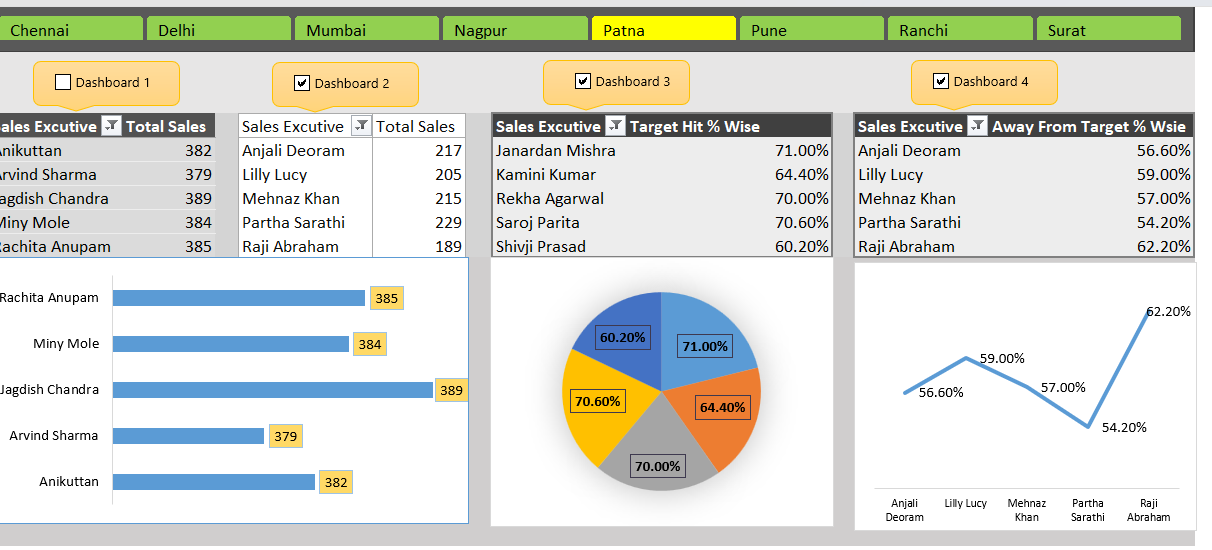 Chennai Delhi Mumbai Nagpur Patna Pune Ranchi Surat
Dashboard 1 Dashboard 2 Dashboard 3 Dashboard 4
ales Excutive Total Sales
nikuttan 382
rvind Sharma 379
agdish Chandra 389
Miny Mole 384
Rachita Anupam 385
Sales Excutive Total Sales
Anjali Deoram 217
Lilly Lucy 205
Mehnaz Khan 215
Partha Sarathi 229
Raji Abraham 189
Sales Excutive Target Hit % Wise
Janardan Mishra 71.00%
Kamini Kumar 64.40%
Rekha Agarwal 70.00%
Saroj Parita 70.60%
Shivji Prasad 60.20%
Sales Excutive Away From Target % Wsie
Anjali Deoram 56.60%
Lilly Lucy 59.00%
Mehnaz Khan 57.00%
Partha Sarathi 54.20%
Raji Abraham 62.20%
Rachita Anupam 385
Miny Mole 384
Jagdish Chandra 389
Arvind Sharma 379
Anikuttan 382
60.20%
71.00%
70.60%
64.40%
70.00%
62.20%
59.00%
56.60%
57.00%
54.20%
Anjali Lilly Lucy Mehnaz Partha Raji
Deoram Khan Sarathi Abraham